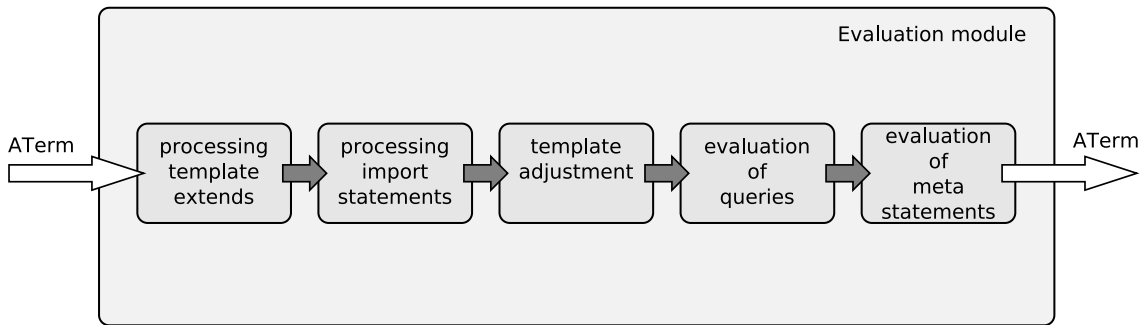 Evaluation module
ATerm
processing
template
extends
processing
import
statements
template
adjustment
evaluation
of
queries
evaluation
of
meta
statements
ATerm